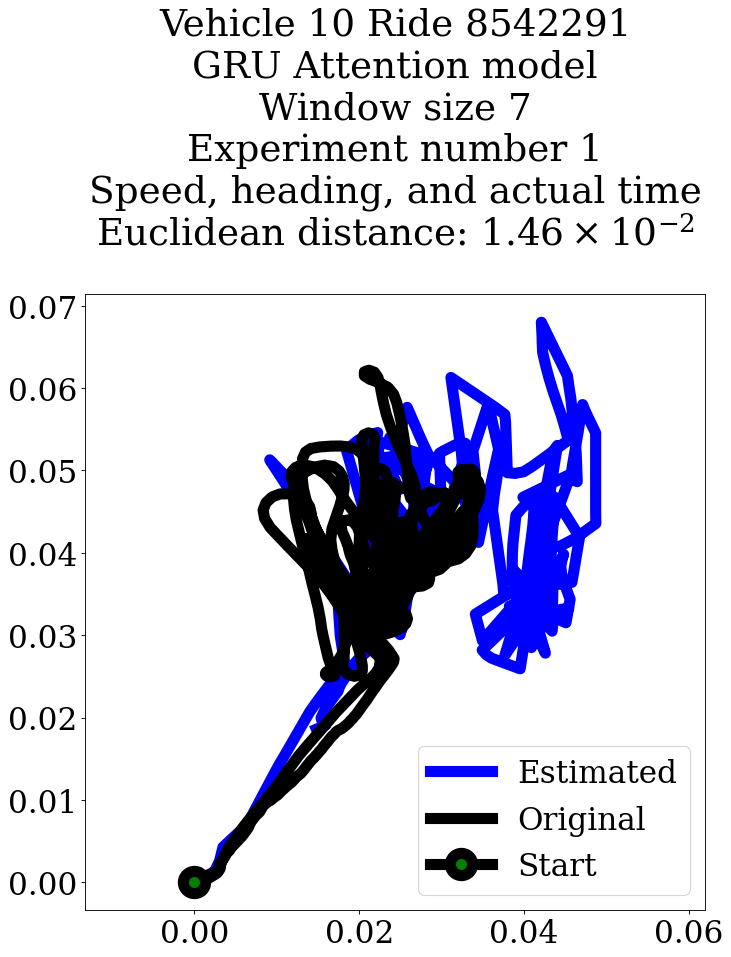 Vehicle 10 Ride 8542291
GRU Attention model
Window size 7
Experiment number 1
Speed, heading, and actual time
Euclidean distance: 1.46 × 10⁻²
0.07
0.06
0.05
0.04
0.03
0.02
0.01
0.00
Estimated
Original
Start
0.00 0.02 0.04 0.06